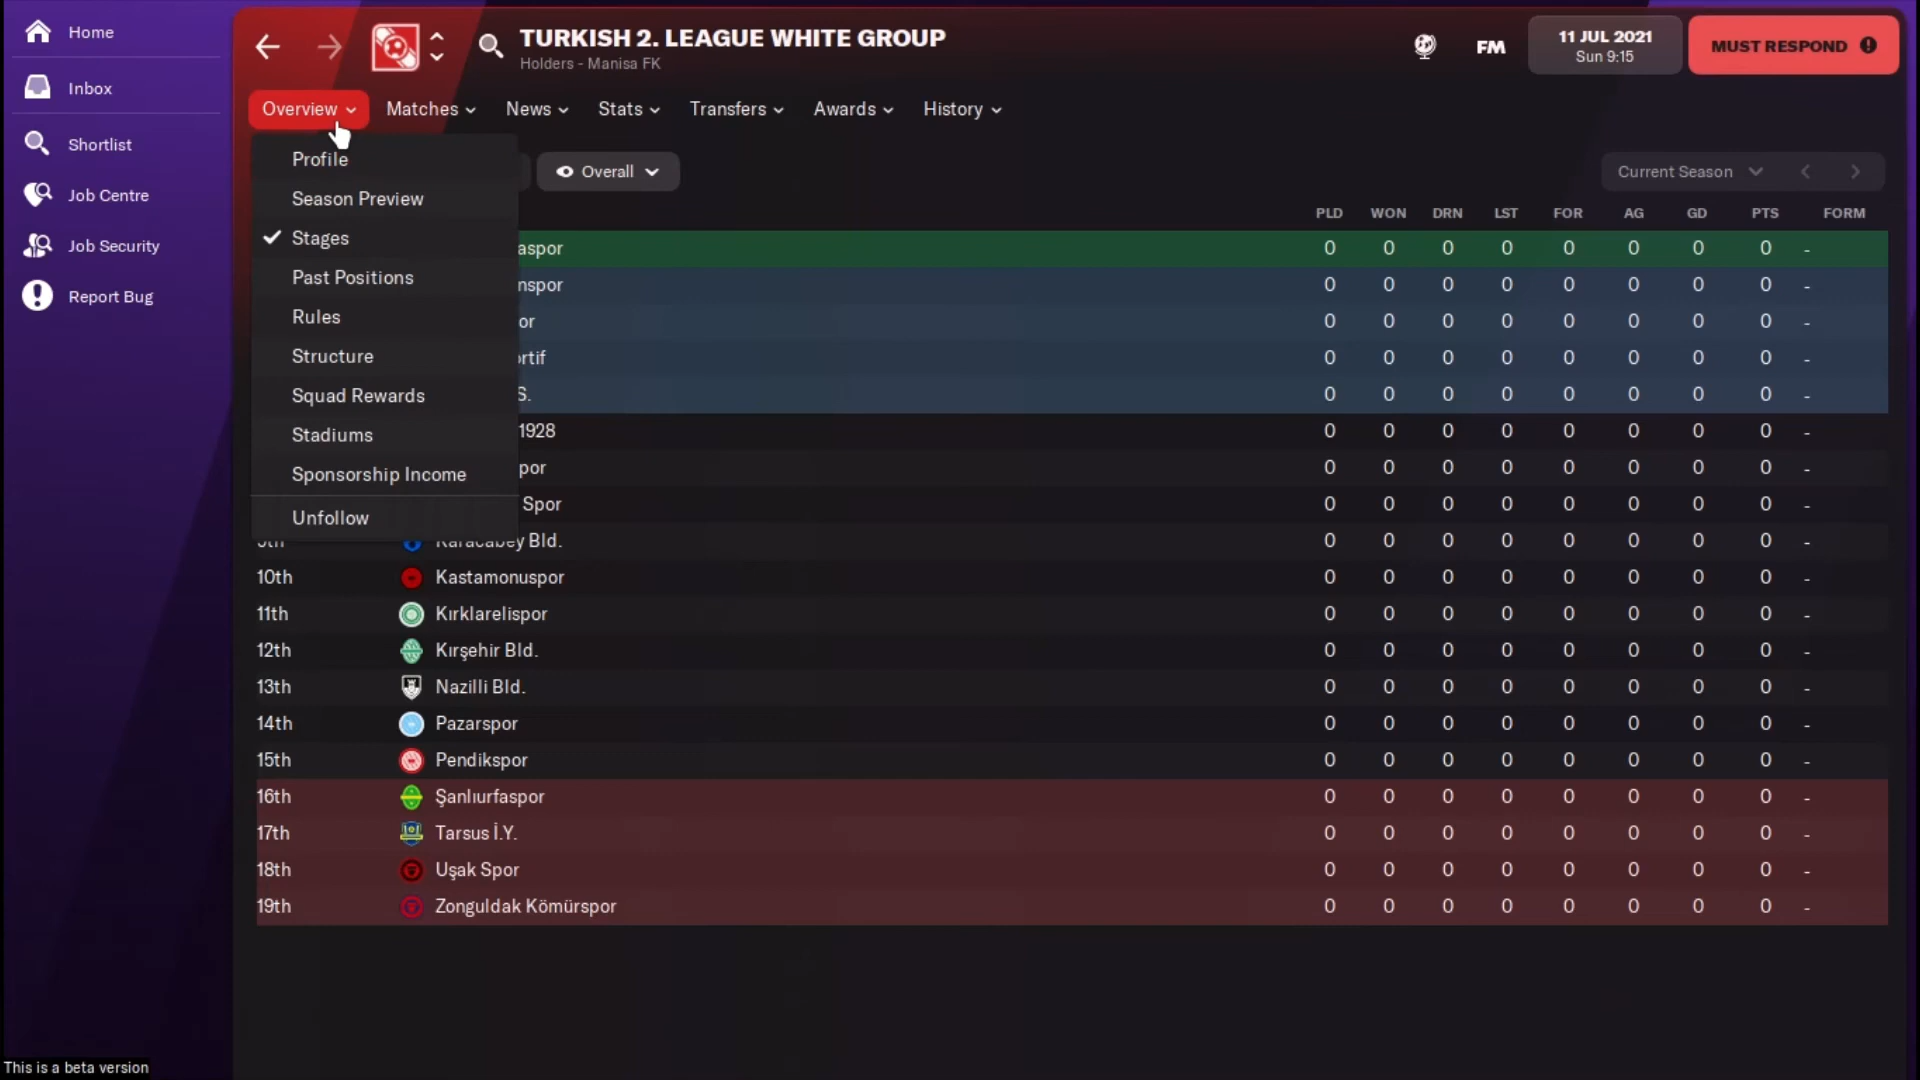 Home
Inbox
Shortlist
Job Centre
Job Security
Report Bug
TURKISH 2. LEAGUE WHITE GROUP
Holders - Manisa FK
FM
11 JUL 2021
Sun 9:15
MUST RESPOND
Overview Matches News Stats Transfers Awards History
Profile
Season Preview
Stages
Past Positions
Rules
Structure
Squad Rewards
Stadiums
Sponsorship Income
Unfollow
Overall
Current Season
PLD WON DRN LST FOR AG GD PTS FORM
0 0 0 0 0 0 0 0 -
0 0 0 0 0 0 0 0 -
0 0 0 0 0 0 0 0 -
0 0 0 0 0 0 0 0 -
0 0 0 0 0 0 0 0 -
1928 0 0 0 0 0 0 0 0 -
0 0 0 0 0 0 0 0 -
Spor 0 0 0 0 0 0 0 0 -
Karacabey Bld. 0 0 0 0 0 0 0 0 -
10th Kastamonuspor 0 0 0 0 0 0 0 0 -
11th Kırklarelispor 0 0 0 0 0 0 0 0 -
12th Kırşehir Bld. 0 0 0 0 0 0 0 0 -
13th Nazilli Bld. 0 0 0 0 0 0 0 0 -
14th Pazarspor 0 0 0 0 0 0 0 0 -
15th Pendikspor 0 0 0 0 0 0 0 0 -
16th Şanlıurfaspor 0 0 0 0 0 0 0 0 -
17th Tarsus İ.Y. 0 0 0 0 0 0 0 0 -
18th Uşak Spor 0 0 0 0 0 0 0 0 -
19th Zonguldak Kömürspor 0 0 0 0 0 0 0 0 -
This is a beta version